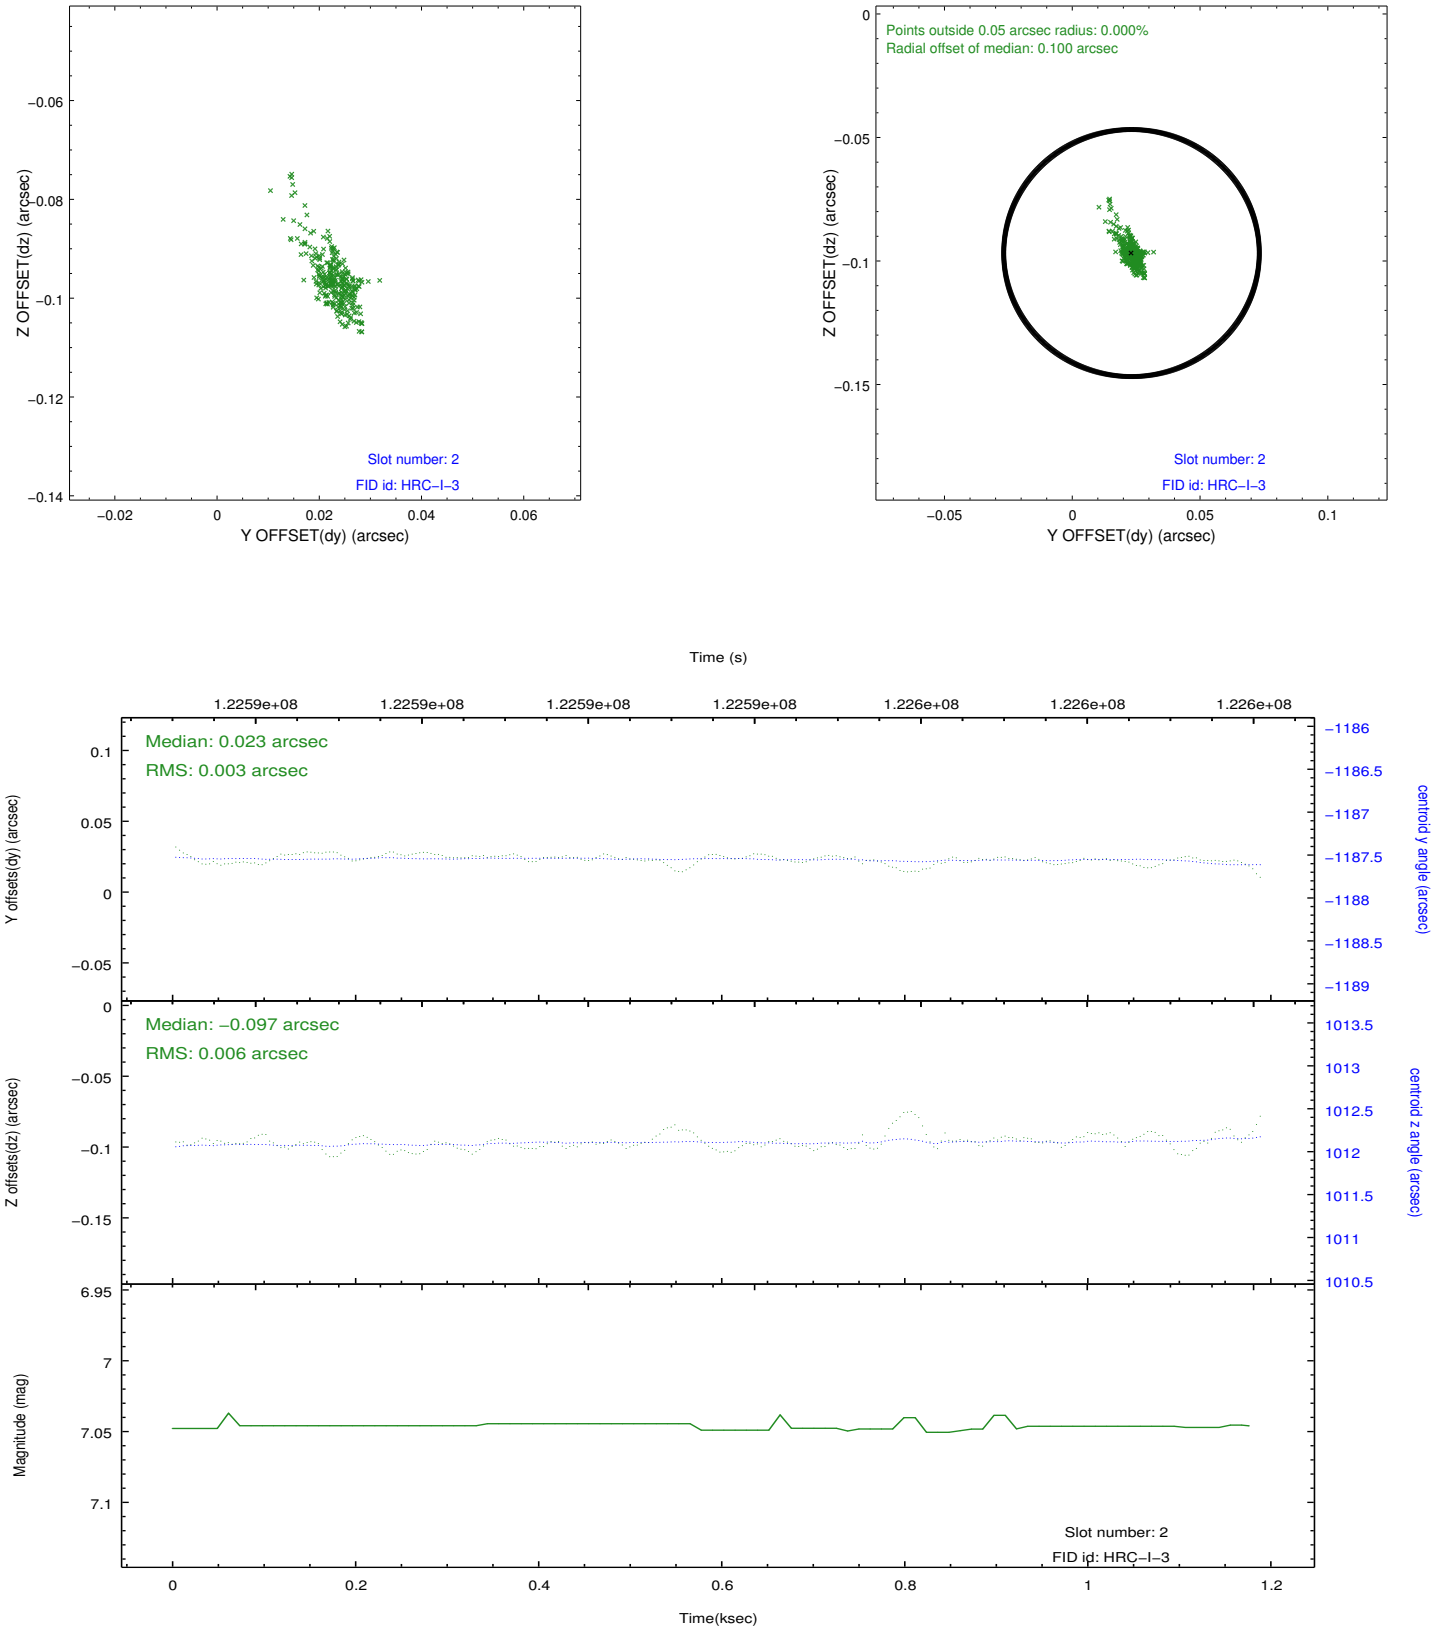 −0.06
−0.08
−0.1
−0.12
−0.14
Z OFFSET(dz) (arcsec)
Slot number: 2
FID id: HRC−I−3
−0.02 0 0.02 0.04 0.06
Y OFFSET(dy) (arcsec)
Points outside 0.05 arcsec radius: 0.000%
Radial offset of median: 0.100 arcsec
0
−0.05
−0.1
−0.15
Z OFFSET(dz) (arcsec)
Slot number: 2
FID id: HRC−I−3
−0.05 0 0.05 0.1
Y OFFSET(dy) (arcsec)
Time (s)
1.2259e+08 1.2259e+08 1.2259e+08 1.2259e+08 1.226e+08 1.226e+08 1.226e+08
Median: 0.023 arcsec
RMS: 0.003 arcsec
0.1
0.05
0
−0.05
Y offsets(dy) (arcsec)
−1186
−1186.5
−1187
−1187.5
−1188
−1188.5
−1189
centroid y angle (arcsec)
Median: −0.097 arcsec
RMS: 0.006 arcsec
0
−0.05
−0.1
−0.15
Z offsets(dz) (arcsec)
1013.5
1013
1012.5
1012
1011.5
1011
1010.5
centroid z angle (arcsec)
6.95
7
7.05
7.1
Magnitude (mag)
Slot number: 2
FID id: HRC−I−3
0 0.2 0.4 0.6 0.8 1 1.2
Time(ksec)